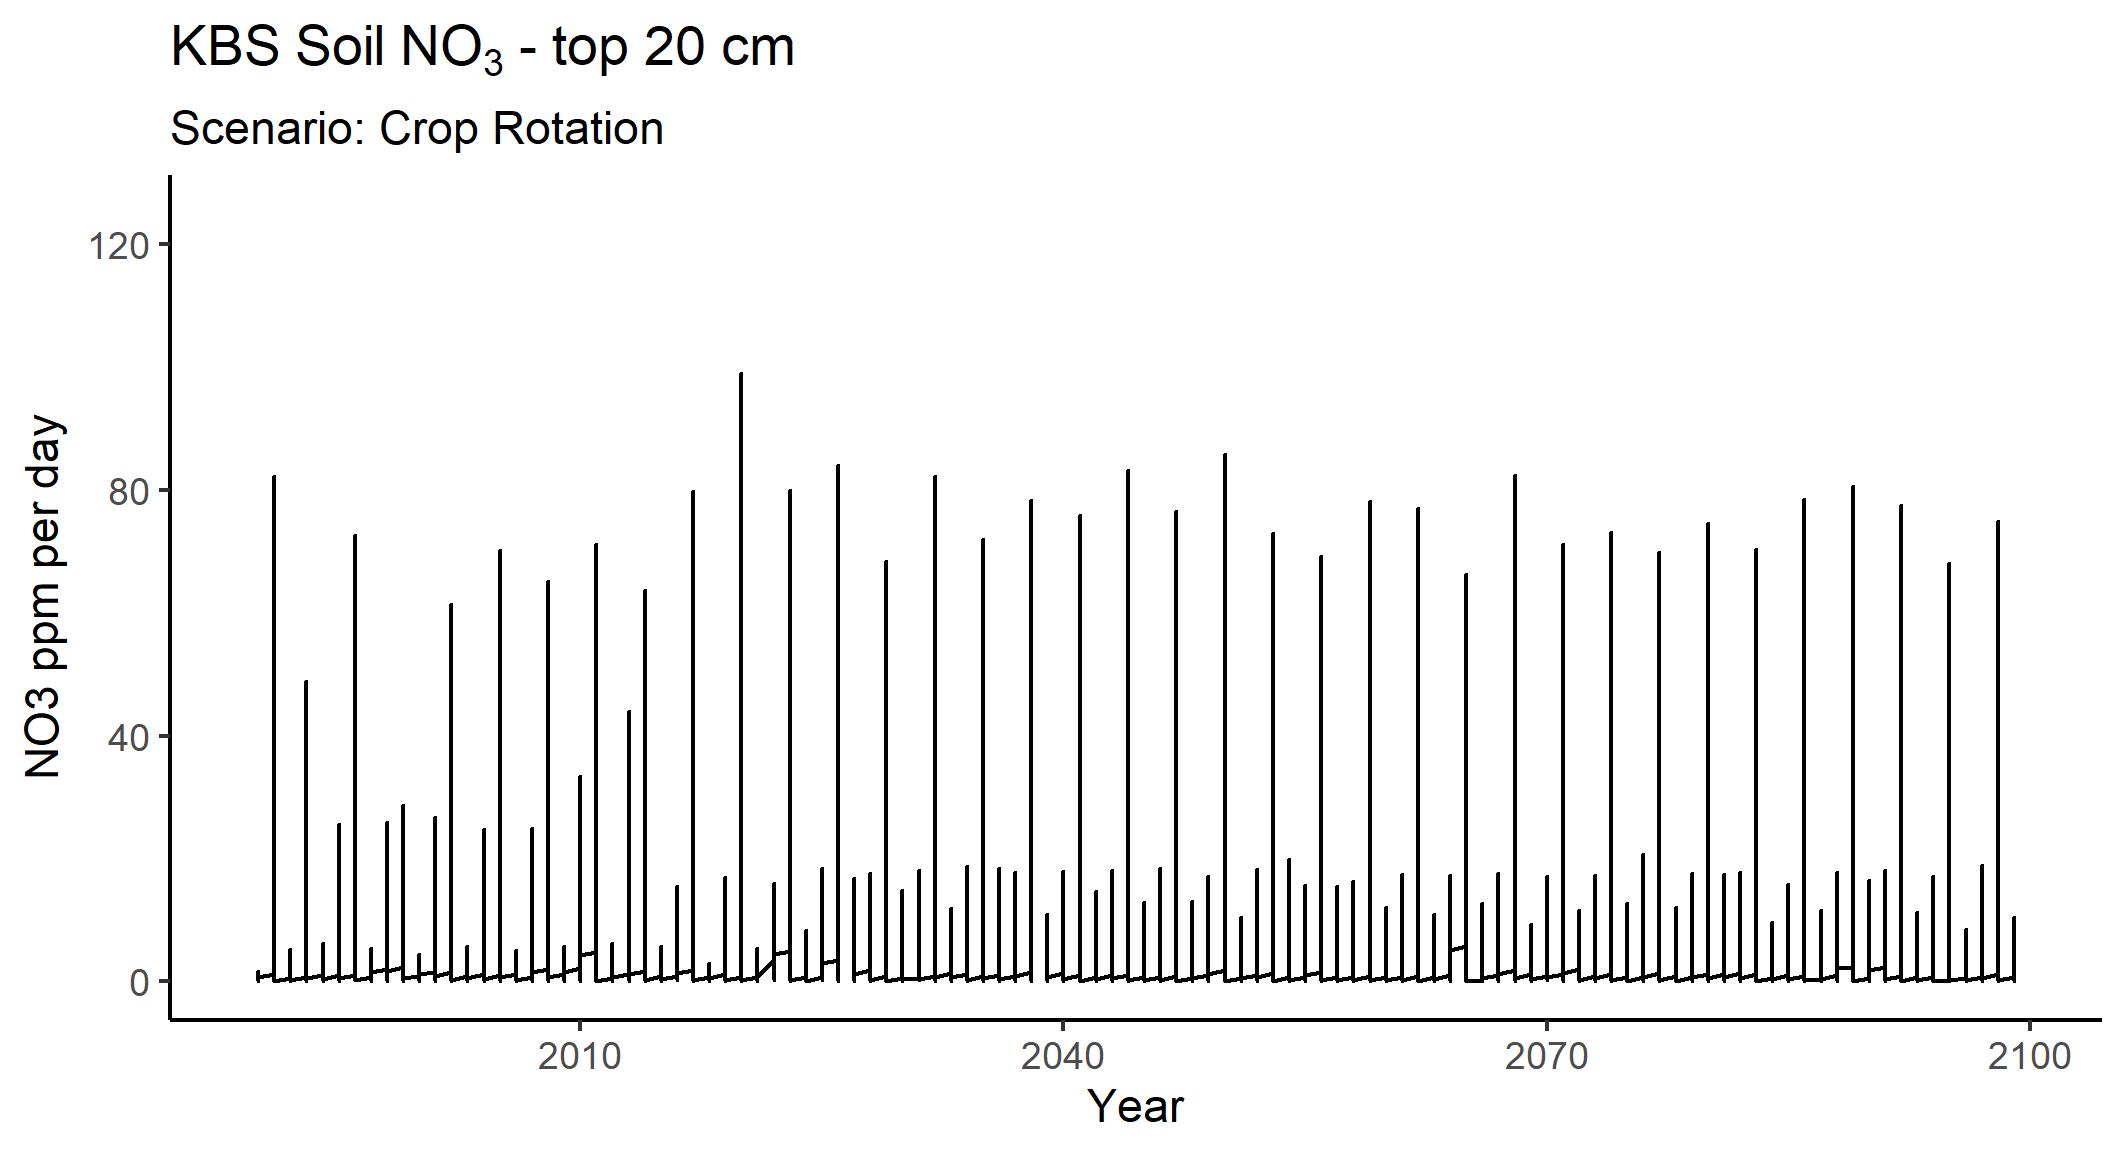 KBS Soil NO₃ - top 20 cm
Scenario: Crop Rotation
NO3 ppm per day
120
80
40
0
2010 2040 2070 2100
Year